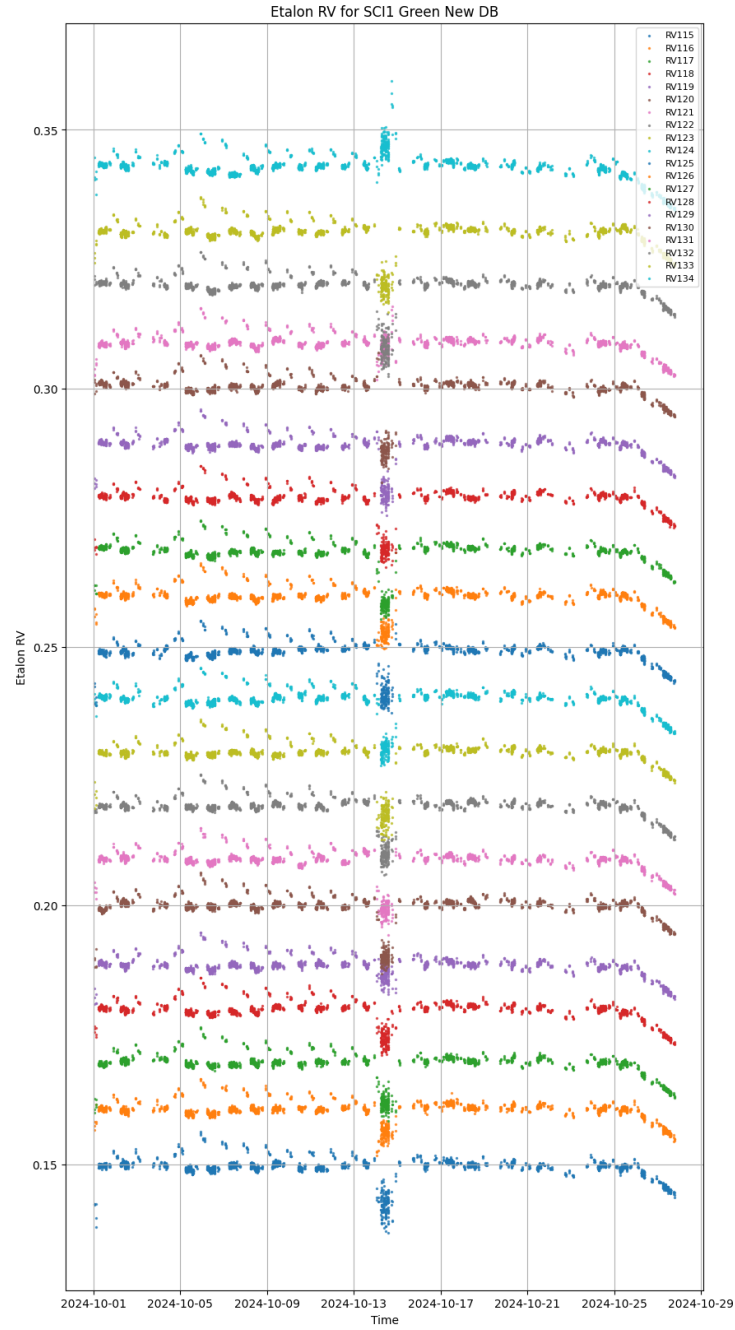 Etalon RV for SCI1 Green New DB
RV115
RV116
RV117
RV118
RV119
RV120
RV121
RV122
RV123
RV124
RV125
RV126
RV127
RV128
RV129
RV130
RV131
RV132
RV133
RV134
0.35
0.30
0.25
0.20
0.15
Etalon RV
2024-10-01
2024-10-05
2024-10-09
2024-10-13
2024-10-17
2024-10-21
2024-10-25
2024-10-29
Time